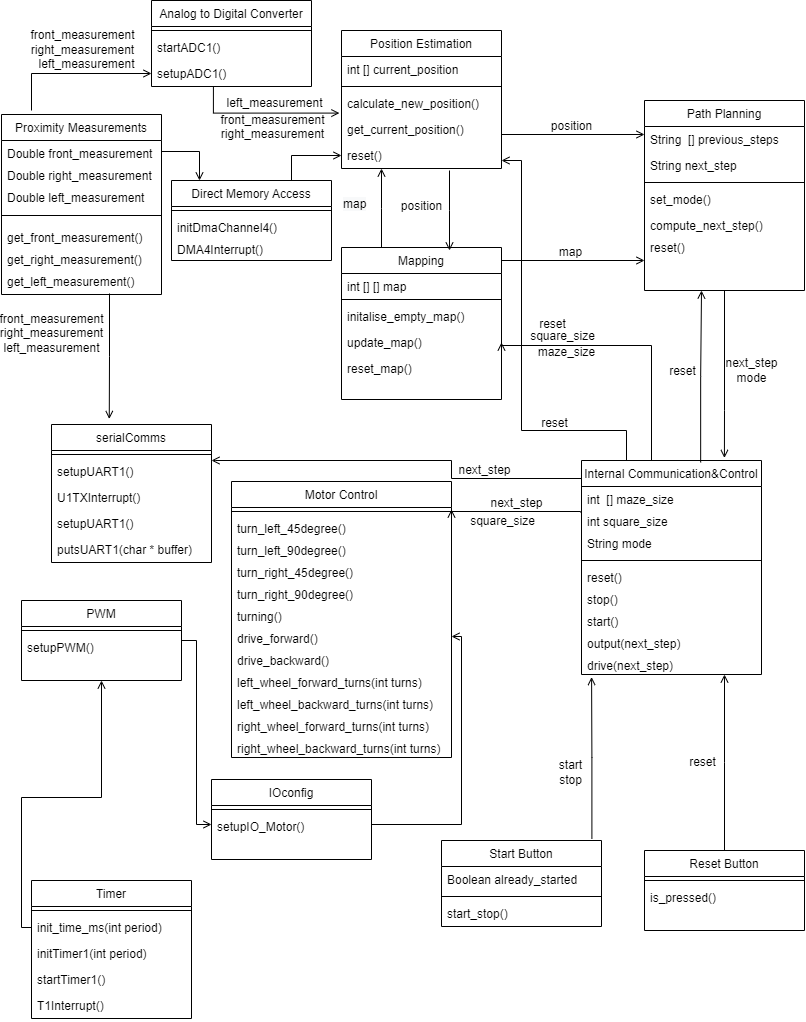 Analog to Digital Converter
startADC1()
setupADC1()
front_measurement
right_measurement
left_measurement
Position Estimation
int [] current_position
calculate_new_position()
get_current_position()
reset()
left_measurement
front_measurement
right_measurement
Proximity Measurements
Double front_measurement
Double right_measurement
Double left_measurement
get_front_measurement()
get_right_measurement()
get_left_measurement()
Direct Memory Access
initDmaChannel4()
DMA4Interrupt()
position
Path Planning
String  [] previous_steps
String next_step
set_mode()
compute_next_step()
reset()
map
position
Mapping
int [] [] map
initalise_empty_map()
update_map()
reset_map()
map
front_measurement
right_measurement
left_measurement
reset
square_size
maze_size
reset
next_step
mode
reset
serialComms
setupUART1()
U1TXInterrupt()
setupUART1()
putsUART1(char * buffer)
next_step
next_step
square_size
Internal Communication&Control
int  [] maze_size
int square_size
String mode
reset()
stop()
start()
output(next_step)
drive(next_step)
Motor Control
turn_left_45degree()
turn_left_90degree()
turn_right_45degree()
turn_right_90degree()
turning()
drive_forward()
drive_backward()
left_wheel_forward_turns(int turns)
left_wheel_backward_turns(int turns)
right_wheel_forward_turns(int turns)
right_wheel_backward_turns(int turns)
PWM
setupPWM()
IOconfig
setupIO_Motor()
start
stop
reset
Start Button
Boolean already_started
start_stop()
Reset Button
is_pressed()
Timer
init_time_ms(int period)
initTimer1(int period)
startTimer1()
T1Interrupt()